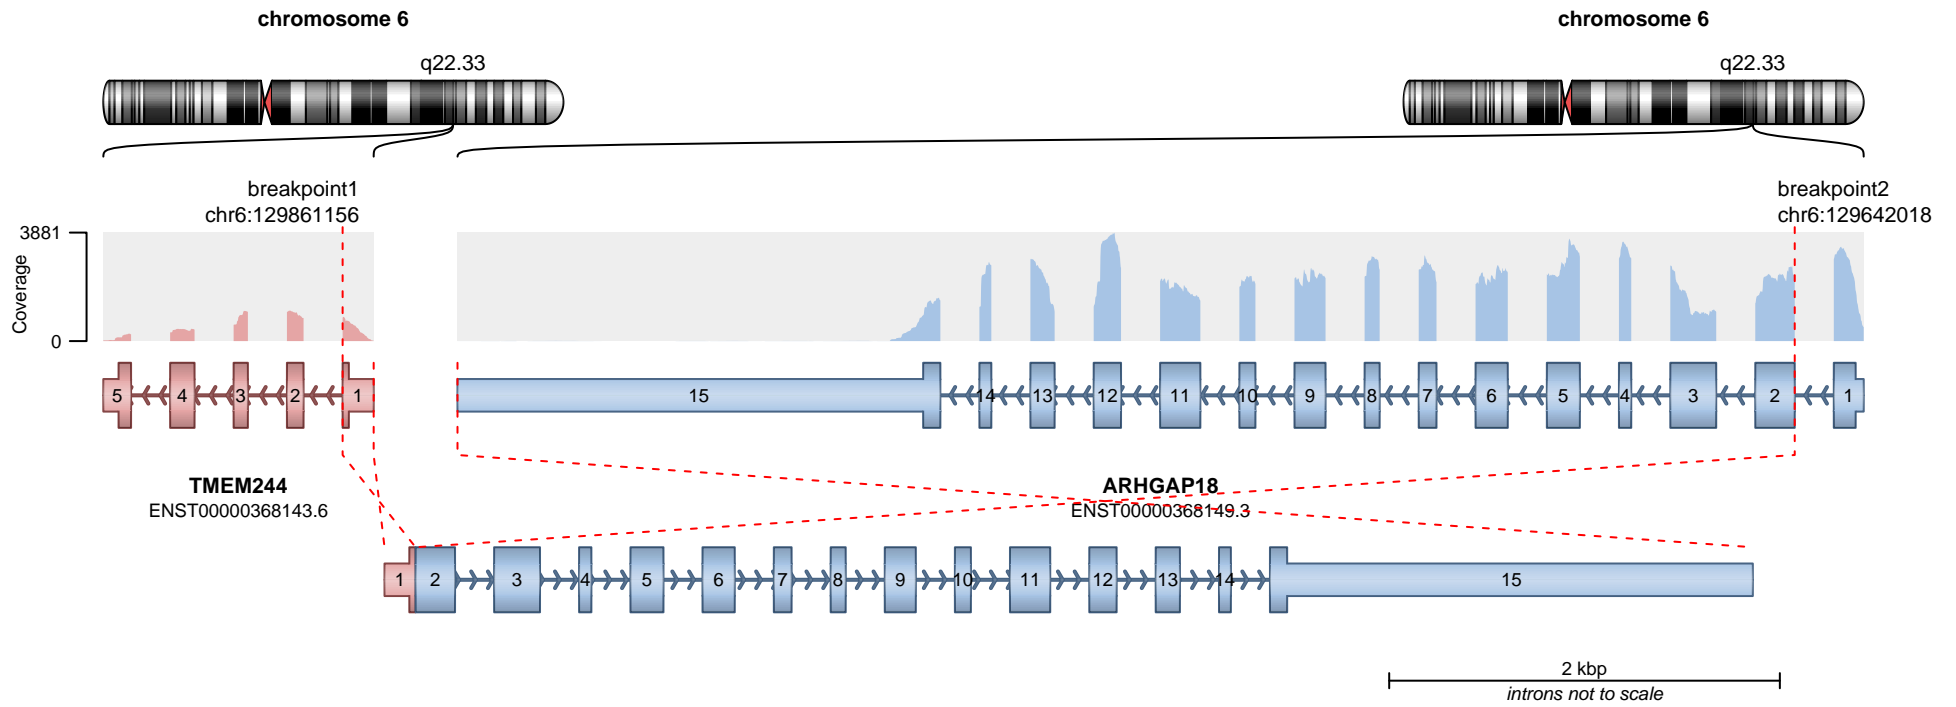 chromosome 6
chromosome 6
q22.33
q22.33
breakpoint1
chr6:129861156
breakpoint2
chr6:129642018
3881
Coverage
0
5 4 3 2 1
15 14 13 12 11 10 9 8 7 6 5 4 3 2 1
TMEM244
ENST00000368143.6
ARHGAP18
ENST00000368149.3
1 2 3 4 5 6 7 8 9 10 11 12 13 14 15
2 kbp
introns not to scale